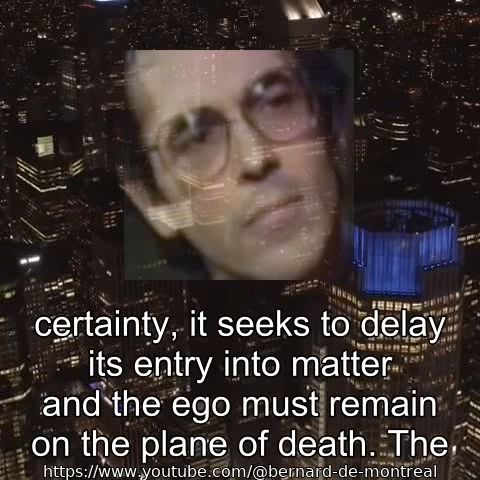 certainty, it seeks to delay
its entry into matter
and the ego must remain
on the plane of death. The
https://www.youtube.com/@bernard-de-montreal